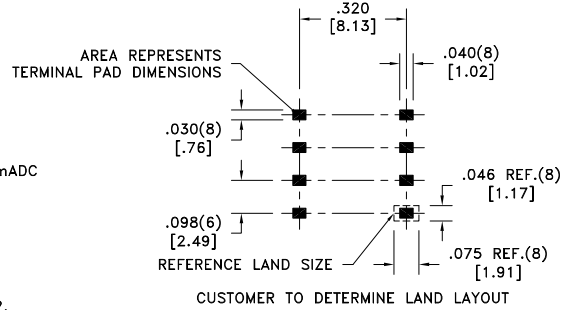 .320
[8.13]
AREA REPRESENTS
TERMINAL PAD DIMENSIONS
.040(8)
[1.02]
.030(8)
[.76]
mADC
.046 REF.(8)
[1.17]
.098(6)
[2.49]
REFERENCE LAND SIZE
.075 REF.(8)
[1.91]
CUSTOMER TO DETERMINE LAND LAYOUT